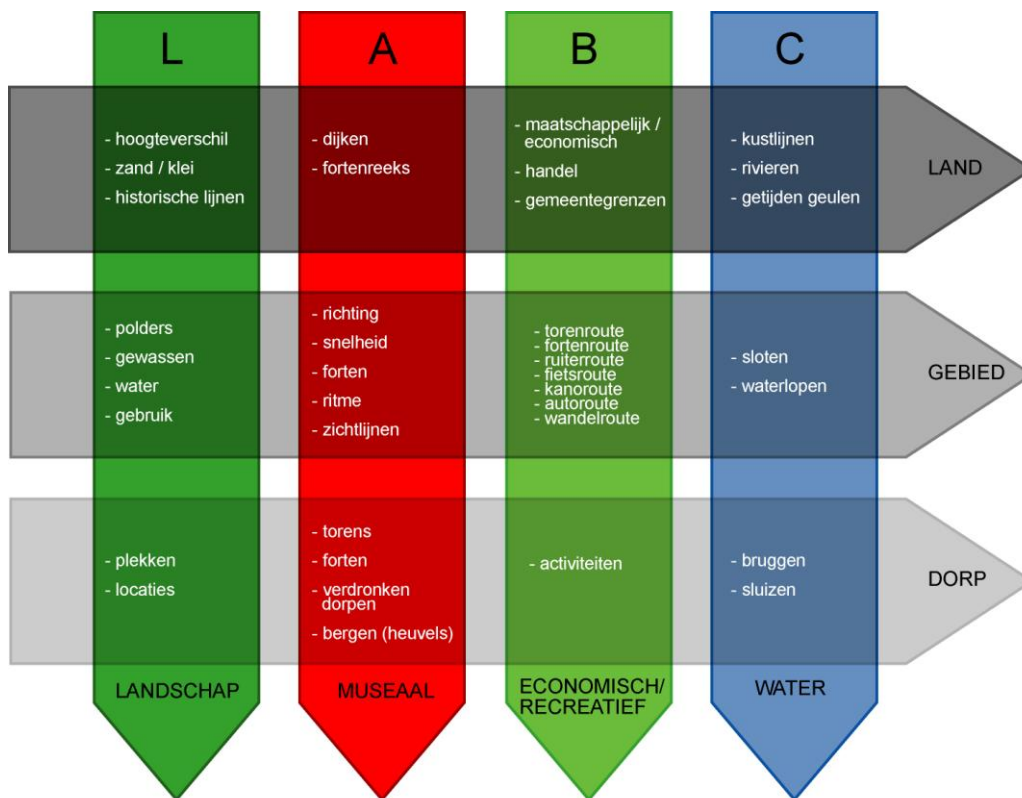 L
A
B
C
- hoogteverschil
- zand / klei
- historische lijnen
- dijken
- fortenreeks
- maatschappelijk /
economisch
- handel
- gemeentegrenzen
- kustlijnen
- rivieren
- getijden geulen
LAND
- polders
- gewassen
- water
- gebruik
- richting
- snelheid
- forten
- ritme
- zichtlijnen
- torenroute
- fortenroute
- ruiterroute
- fietsroute
- kanoroute
- autoroute
- wandelroute
- sloten
- waterlopen
GEBIED
- plekken
- locaties
- torens
- forten
- verdronken
dorpen
- bergen (heuvels)
- activiteiten
- bruggen
- sluizen
DORP
LANDSCHAP
MUSEAAL
ECONOMISCH/
RECREATIEF
WATER